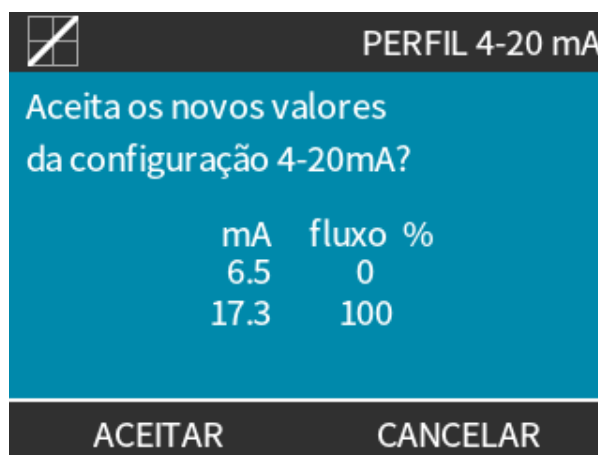 PERFIL 4-20 mA
Aceita os novos valores
da configuração 4-20mA?
mA fluxo %
6.5 0
17.3 100
ACEITAR CANCELAR